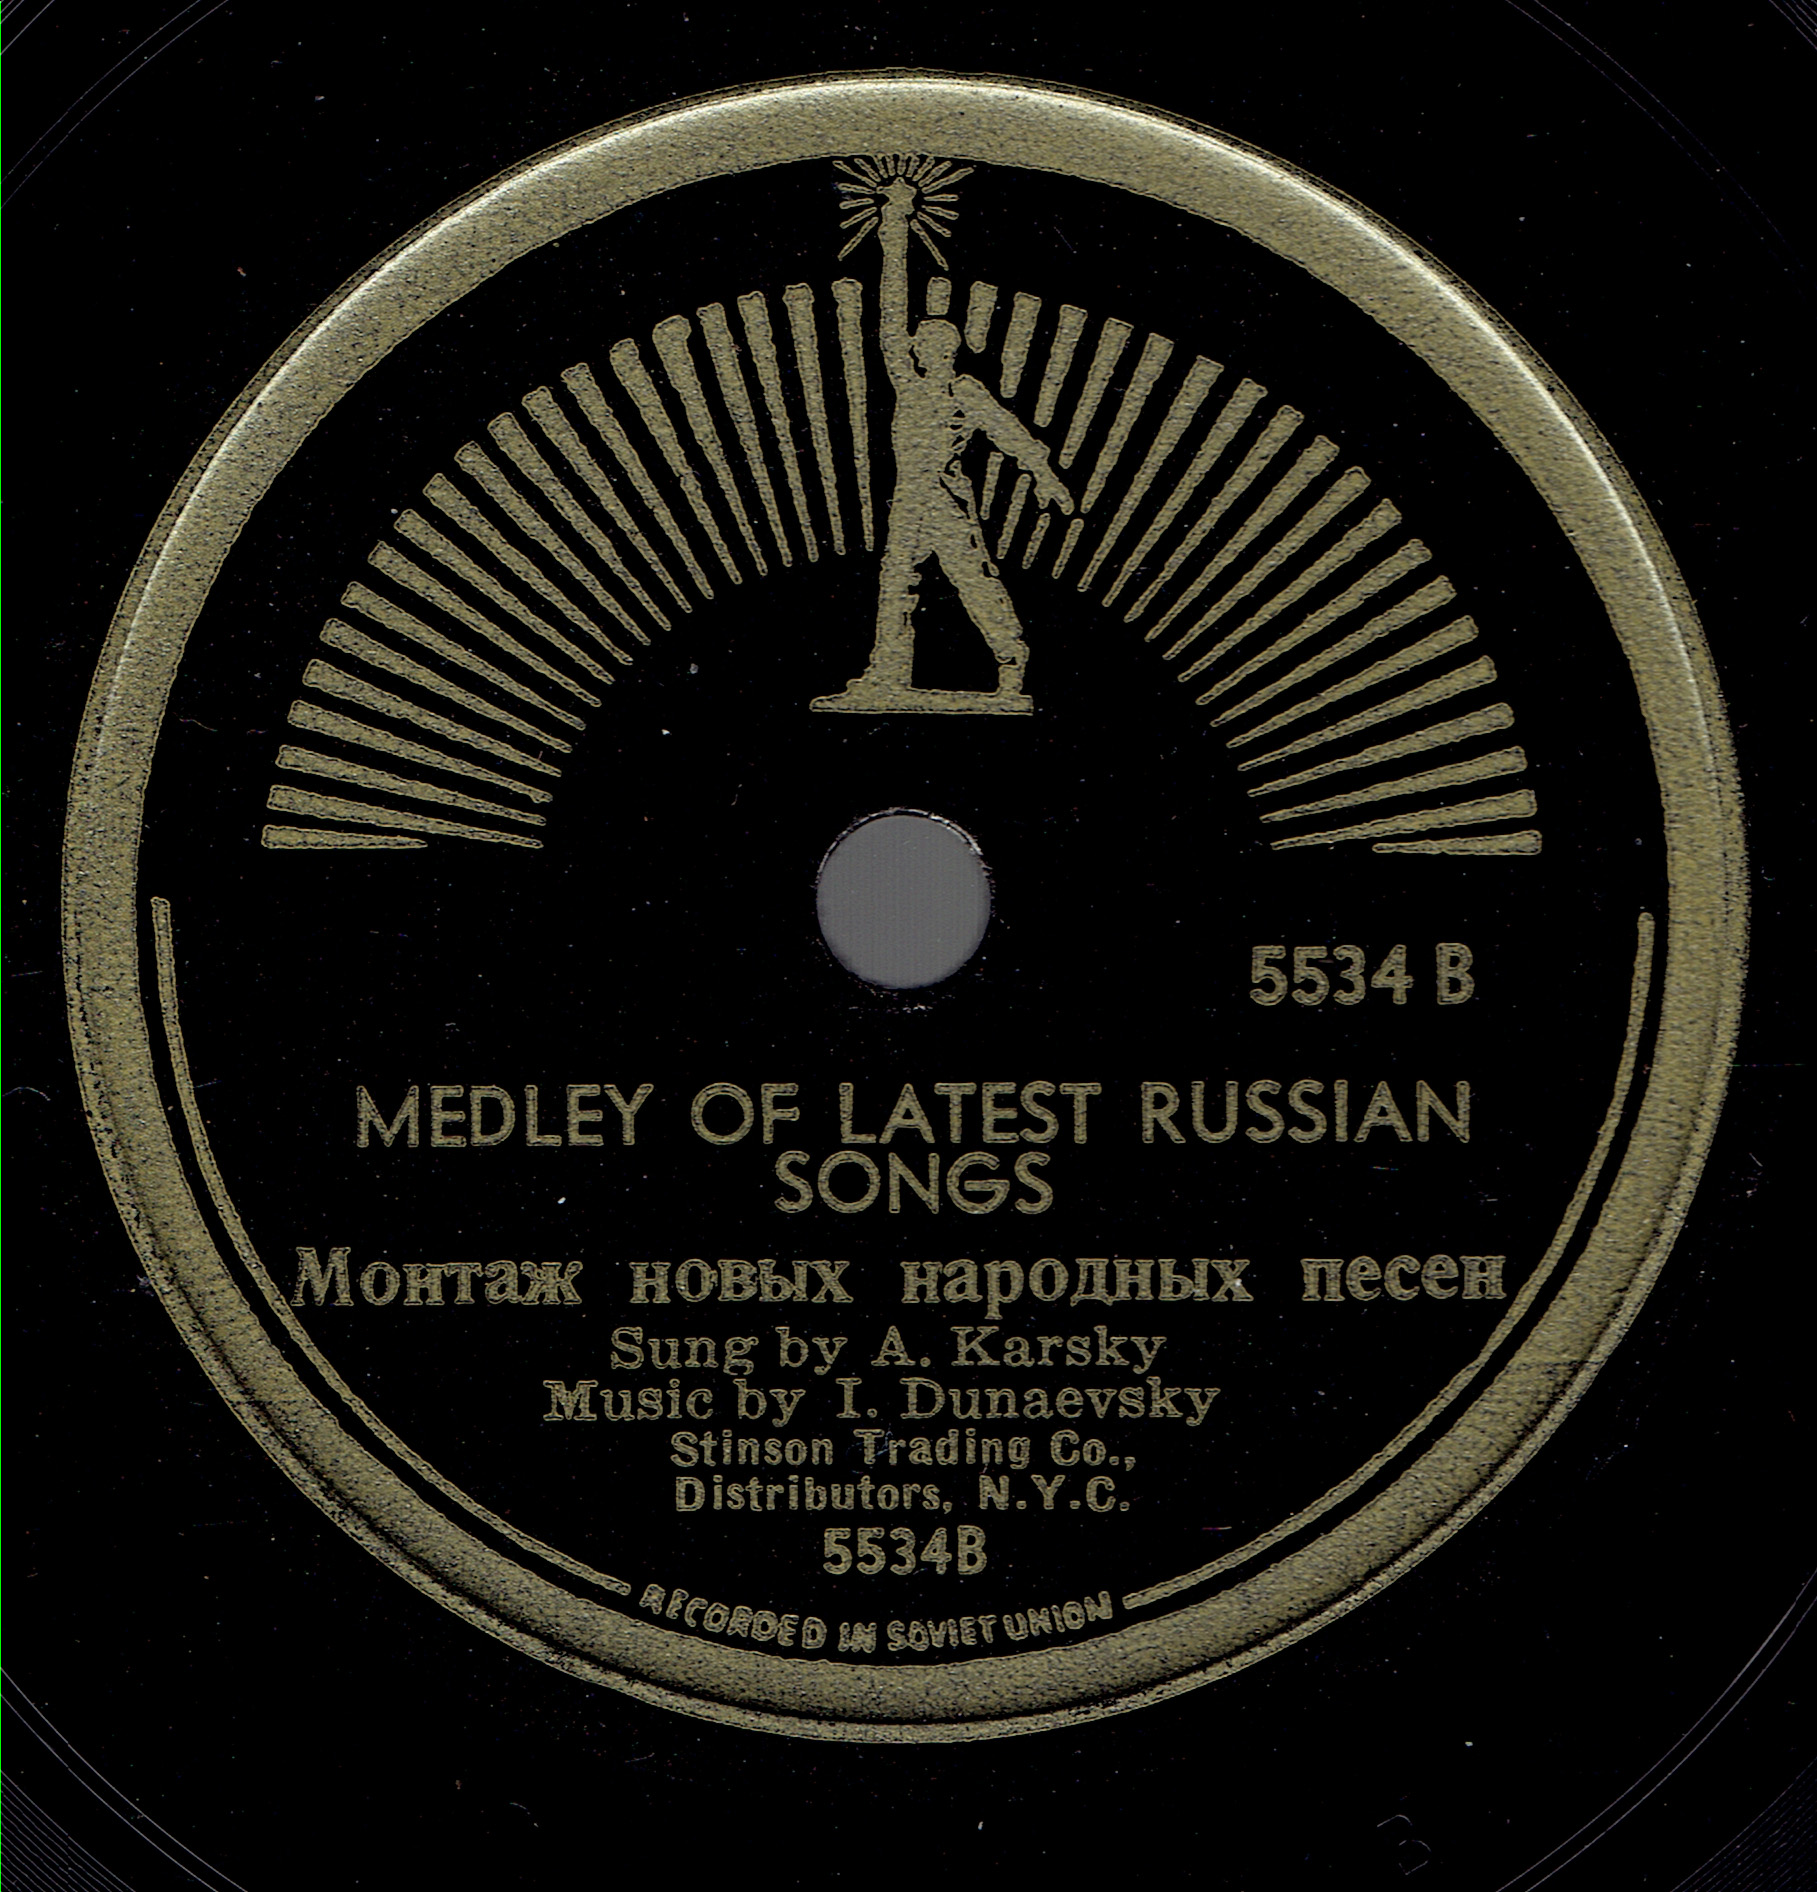 5534 B
MEDLEY OF LATEST RUSSIAN
SONGS
Монтаж новых народных песен
Sung by A. Karsky
Music by I. Dunaevsky
Stinson Trading Co.,
Distributors, N.Y.C.
5534B
RECORDED IN SOVIET UNION
B